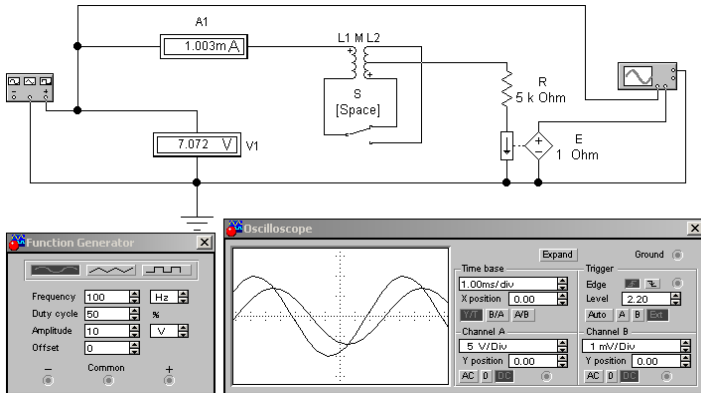 A1
1.003m A
L1 M L2
S
[Space]
R
5 k Ohm
7.072 V V1
E
1 Ohm
Function Generator
Frequency 100 Hz
Duty cycle 50 %
Amplitude 10 V
Offset 0
− Common +
Oscilloscope
Expand Ground
Time base Trigger
1.00ms/div Edge
X position 0.00 Level 2.20
Y/T B/A A/B Auto A B Ext
Channel A Channel B
5 V/Div 1 mV/Div
Y position 0.00 Y position 0.00
AC 0 DC AC 0 DC